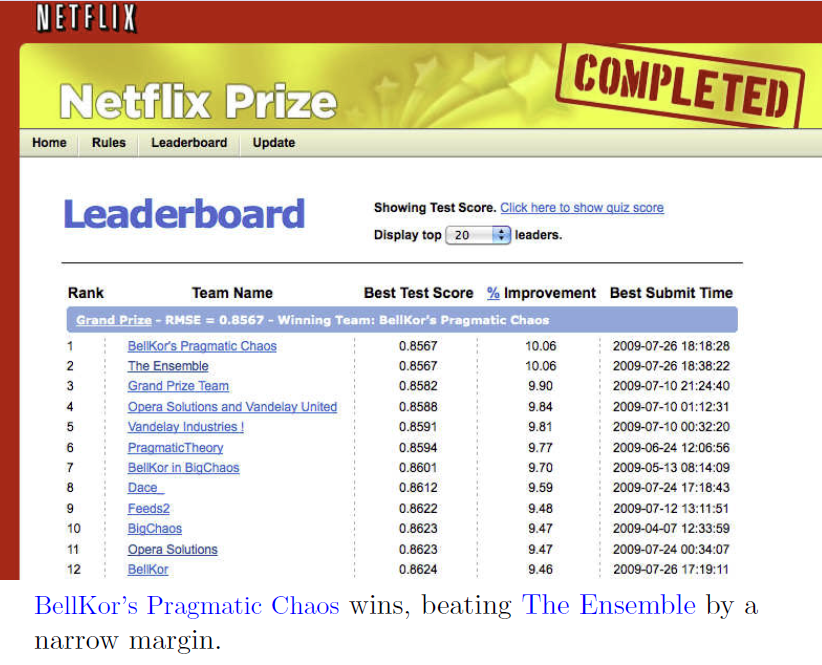 NETFLIX
Netflix Prize
COMPLETED
Home Rules Leaderboard Update
Leaderboard
Showing Test Score. Click here to show quiz score
Display top 20 leaders.
Rank Team Name Best Test Score % Improvement Best Submit Time
Grand Prize - RMSE = 0.8567 - Winning Team: BellKor's Pragmatic Chaos
1 BellKor's Pragmatic Chaos 0.8567 10.06 2009-07-26 18:18:28
2 The Ensemble 0.8567 10.06 2009-07-26 18:38:22
3 Grand Prize Team 0.8582 9.90 2009-07-10 21:24:40
4 Opera Solutions and Vandelay United 0.8588 9.84 2009-07-10 01:12:31
5 Vandelay Industries ! 0.8591 9.81 2009-07-10 00:32:20
6 PragmaticTheory 0.8594 9.77 2009-06-24 12:06:56
7 BellKor in BigChaos 0.8601 9.70 2009-05-13 08:14:09
8 Dace_ 0.8612 9.59 2009-07-24 17:18:43
9 Feeds2 0.8622 9.48 2009-07-12 13:11:51
10 BigChaos 0.8623 9.47 2009-04-07 12:33:59
11 Opera Solutions 0.8623 9.47 2009-07-24 00:34:07
12 BellKor 0.8624 9.46 2009-07-26 17:19:11
BellKor's Pragmatic Chaos wins, beating The Ensemble by a
narrow margin.